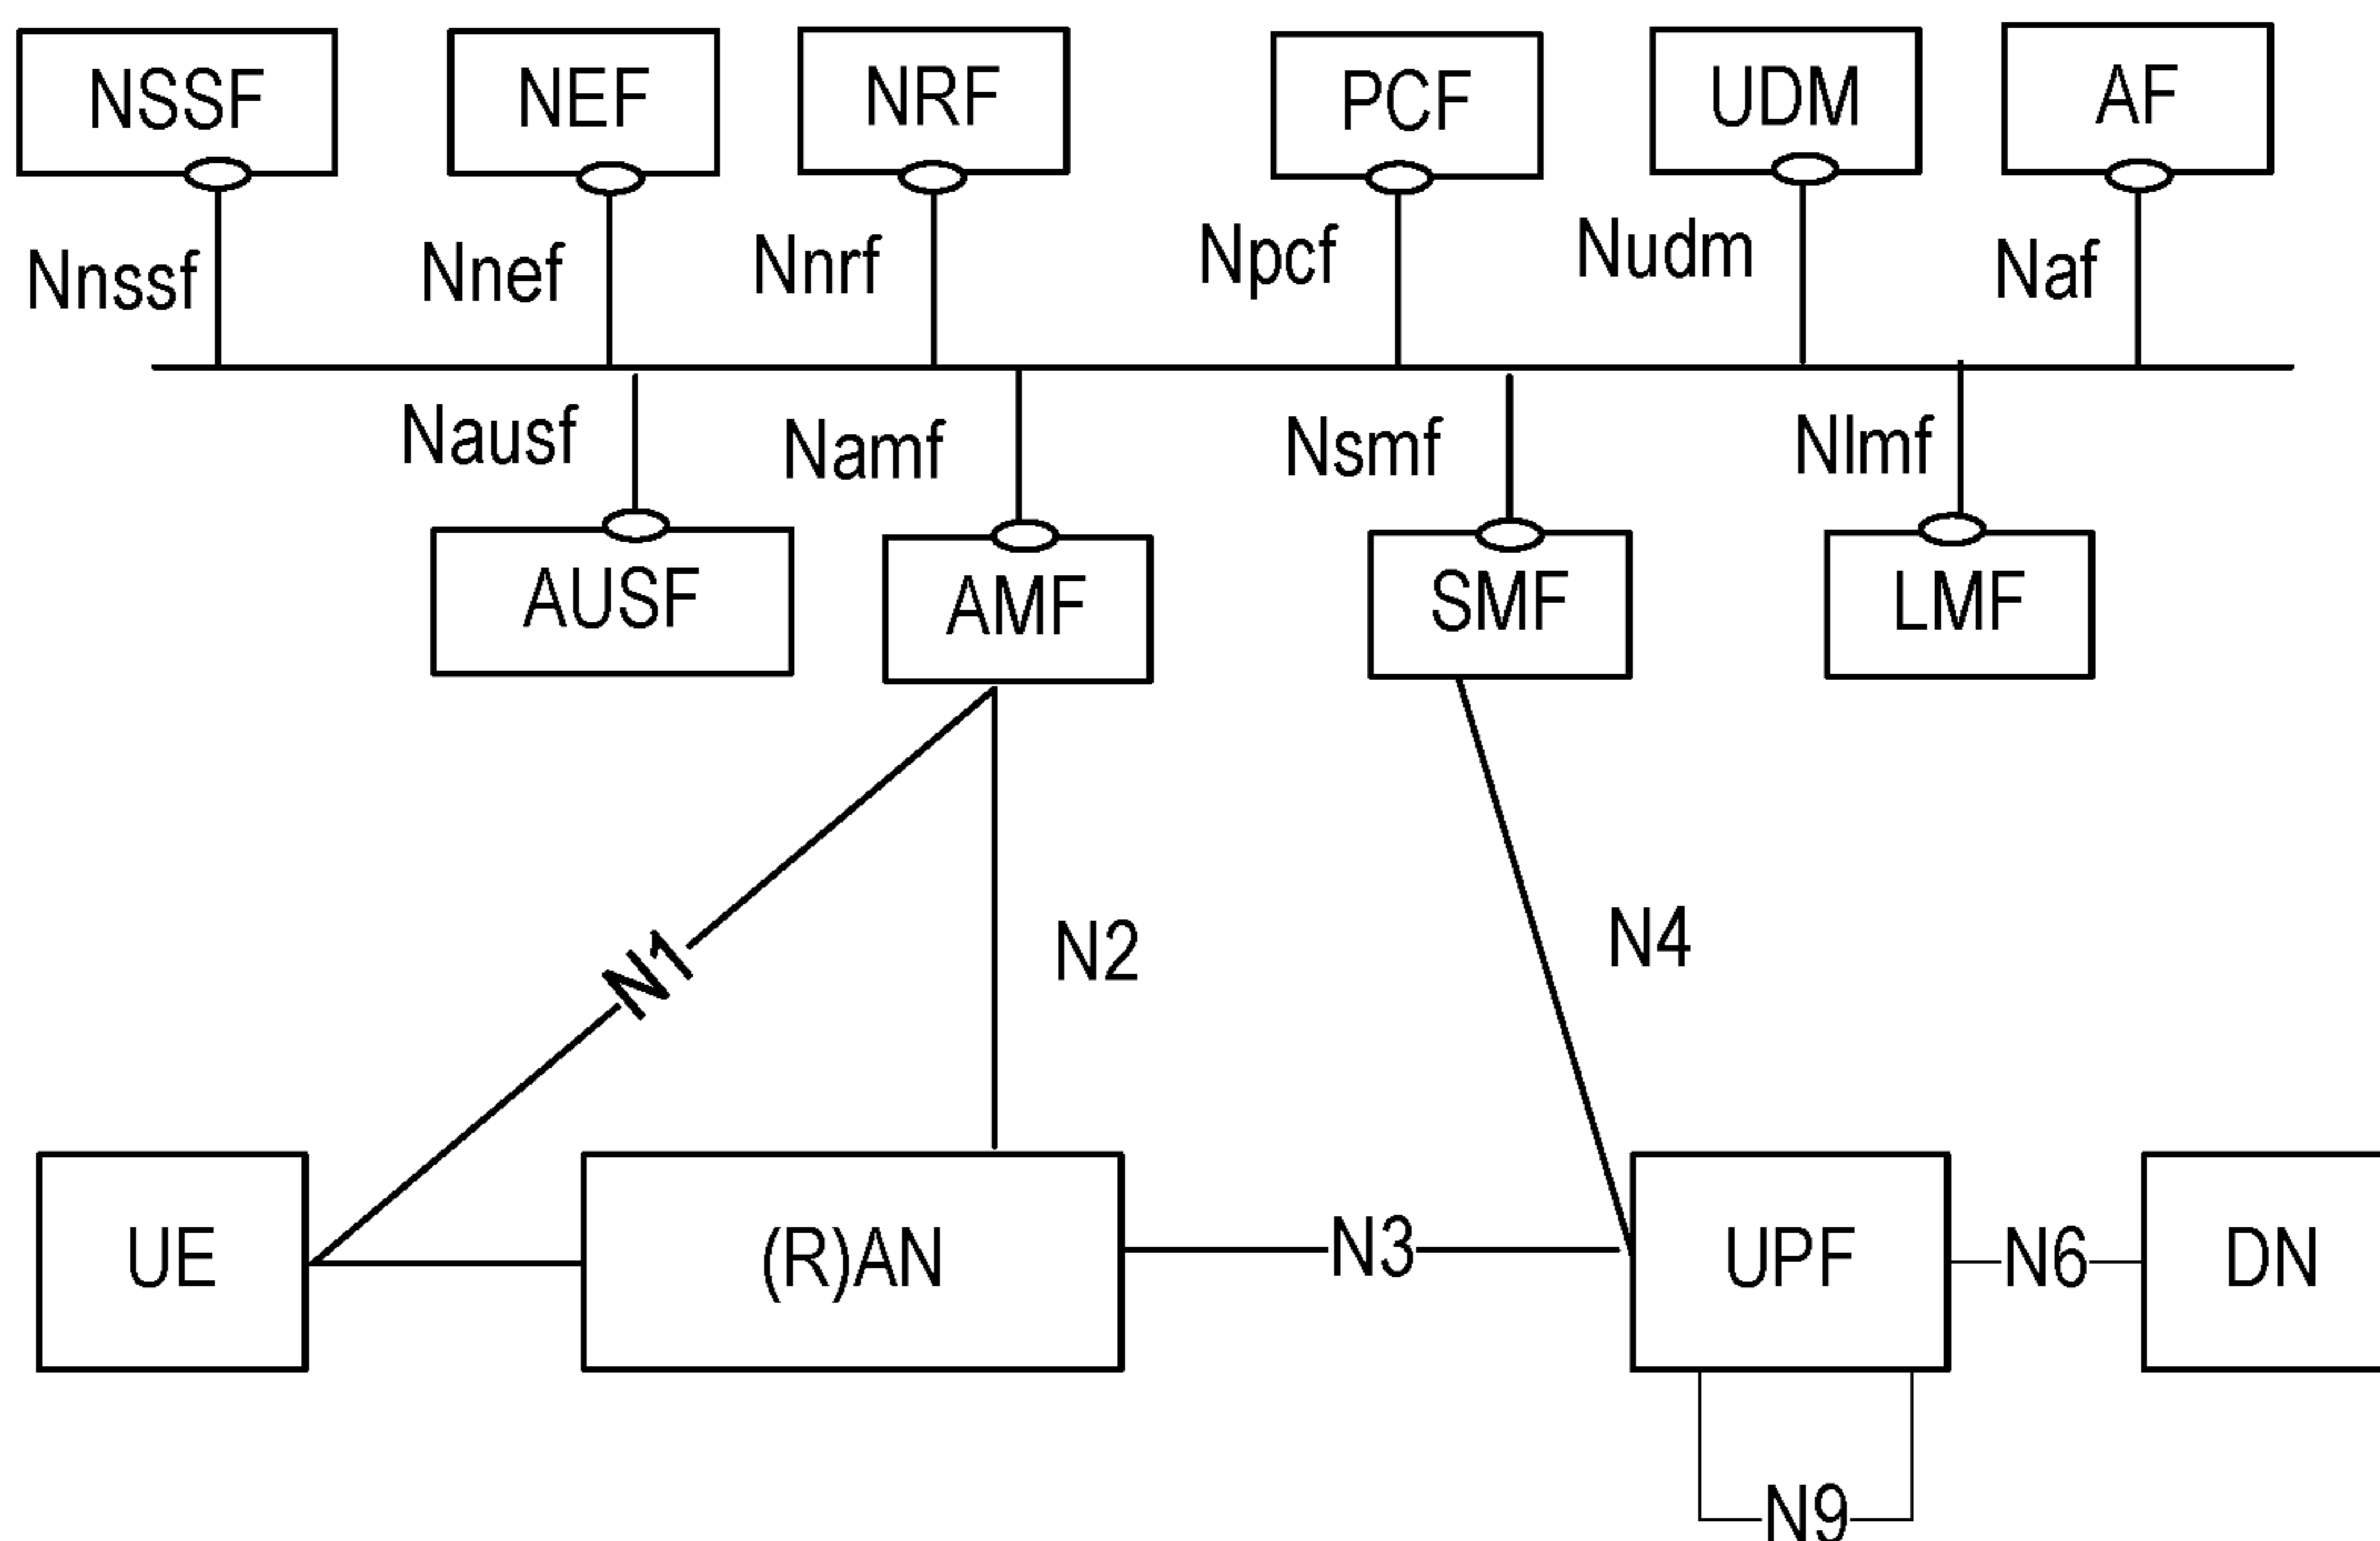 NSSF
NEF
NRF
PCF
UDM
AF
Nnssf
Nnef
Nnrf
Npcf
Nudm
Naf
Nausf
Namf
Nsmf
Nlmf
AUSF
AMF
SMF
LMF
N1
N2
N4
UE
(R)AN
N3
UPF
N6
DN
N9